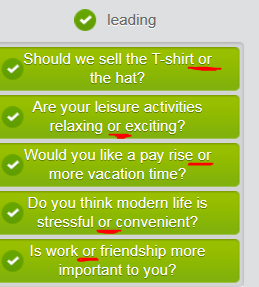 leading
Should we sell the T-shirt or
the hat?
Are your leisure activities
relaxing or exciting?
Would you like a pay rise or
more vacation time?
Do you think modern life is
stressful or convenient?
Is work or friendship more
important to you?